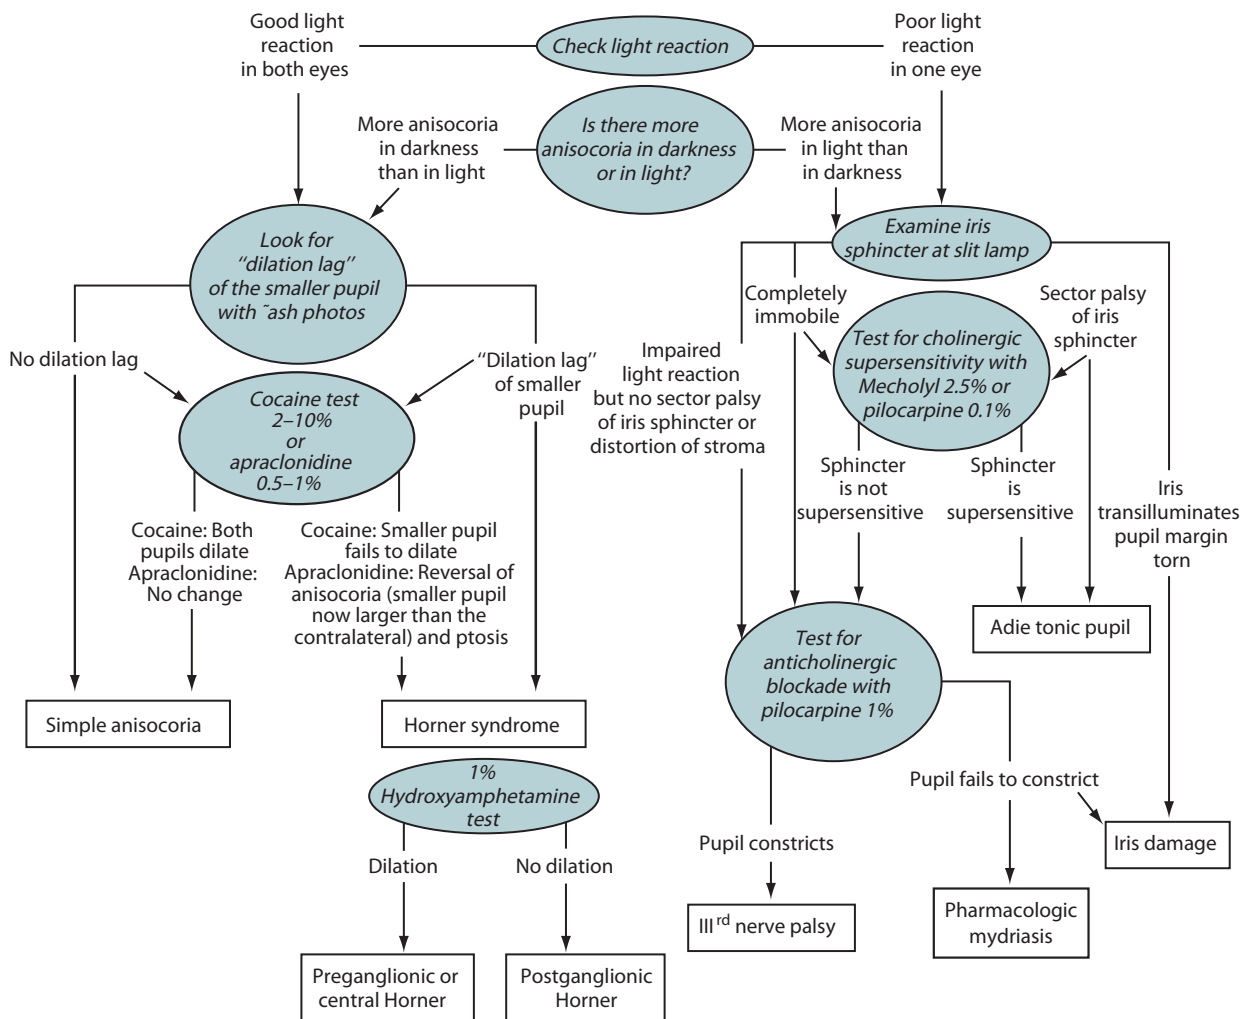 Good light
reaction
in both eyes
Check light reaction
Poor light
reaction
in one eye
More anisocoria
in darkness
than in light
Is there more
anisocoria in darkness
or in light?
More anisocoria
in light than
in darkness
Look for
"dilation lag"
of the smaller pupil
with ˜ash photos
Examine iris
sphincter at slit lamp
No dilation lag
"Dilation lag"
of smaller
pupil
Cocaine test
2–10%
or
apraclonidine
0.5–1%
Cocaine: Both
pupils dilate
Apraclonidine:
No change
Cocaine: Smaller pupil
fails to dilate
Apraclonidine: Reversal of
anisocoria (smaller pupil
now larger than the
contralateral) and ptosis
Simple anisocoria
Horner syndrome
1%
Hydroxyamphetamine
test
Dilation
No dilation
Preganglionic or
central Horner
Postganglionic
Horner
Impaired
light reaction
but no sector palsy
of iris sphincter or
distortion of stroma
Completely
immobile
Sector palsy
of iris
sphincter
Test for cholinergic
supersensitivity with
Mecholyl 2.5% or
pilocarpine 0.1%
Sphincter
is not
supersensitive
Sphincter
is
supersensitive
Iris
transilluminates
pupil margin
torn
Adie tonic pupil
Test for
anticholinergic
blockade with
pilocarpine 1%
Pupil constricts
Pupil fails to constrict
IIIrd nerve palsy
Pharmacologic
mydriasis
Iris damage